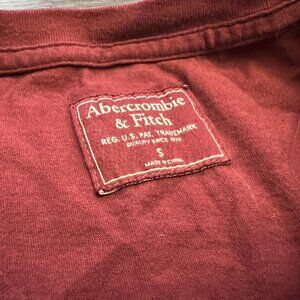 Abercrombie
& Fitch
REG. U.S. PAT. TRADEMARK
QUALITY SINCE 1892
S
MADE IN CHINA